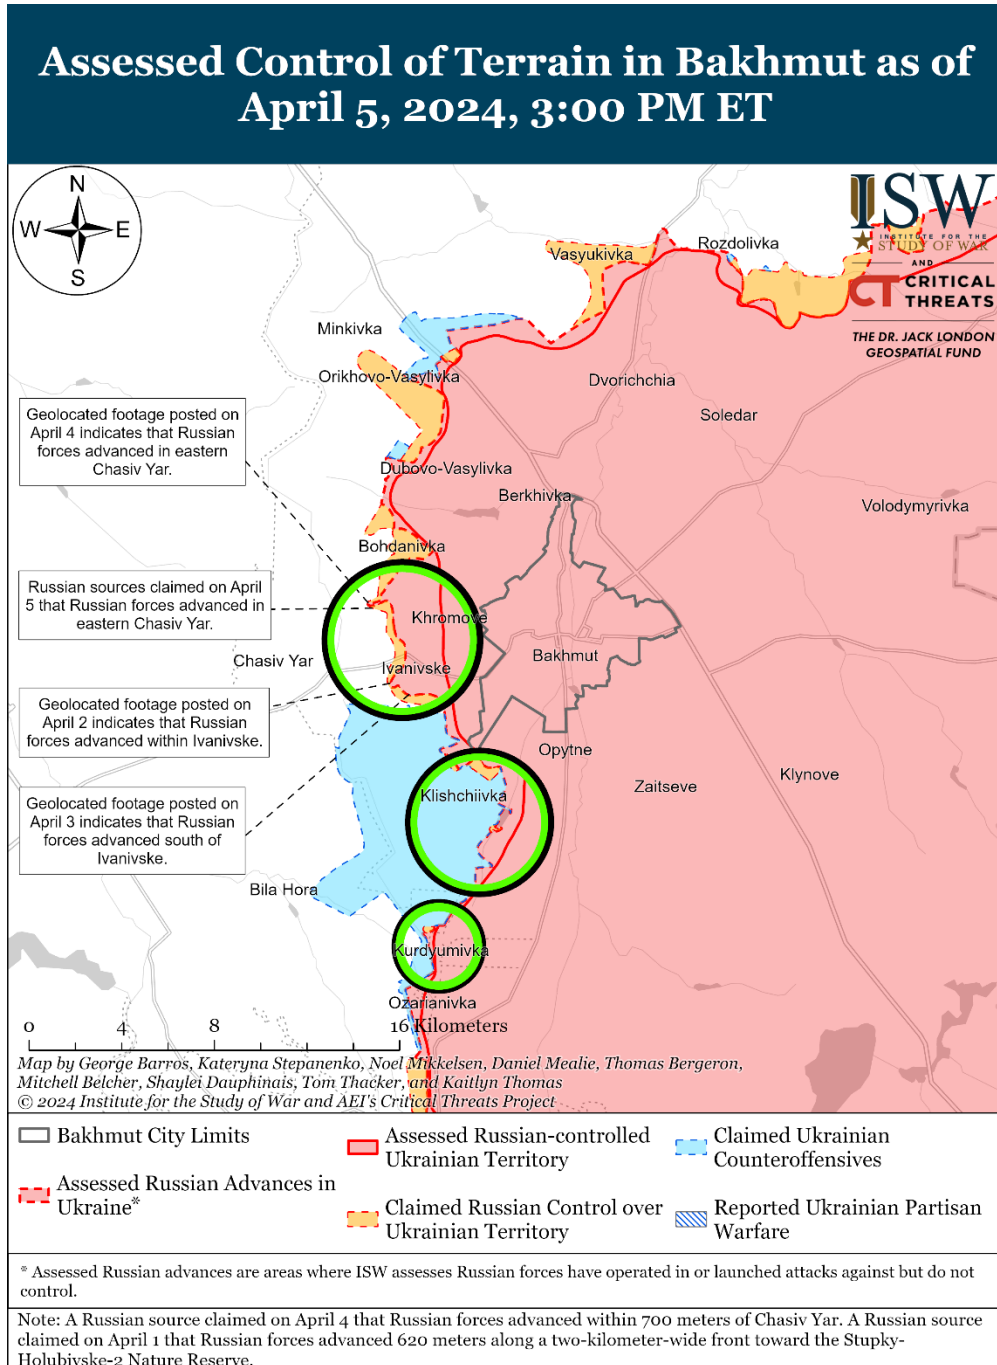 Assessed Control of Terrain in Bakhmut as of
April 5, 2024, 3:00 PM ET
N
W
E
S
ISW
INSTITUTE FOR THE
STUDY OF WAR
AND
CT CRITICAL
THREATS
THE DR. JACK LONDON
GEOSPATIAL FUND
Vasyukivka
Rozdolivka
Minkivka
Orikhovo-Vasylivka
Dvorichchia
Soledar
Geolocated footage posted on
April 4 indicates that Russian
forces advanced in eastern
Chasiv Yar.
Dubovo-Vasylivka
Berkhivka
Volodymyrivka
Bohdanivka
Russian sources claimed on April
5 that Russian forces advanced in
eastern Chasiv Yar.
Khromove
Chasiv Yar
Ivanivske
Bakhmut
Geolocated footage posted on
April 2 indicates that Russian
forces advanced within Ivanivske.
Opytne
Zaitseve
Klynove
Klishchiivka
Geolocated footage posted on
April 3 indicates that Russian
forces advanced south of
Ivanivske.
Bila Hora
Kurdyumivka
Ozarianivka
0 4 8 16 Kilometers
Map by George Barros, Kateryna Stepanenko, Noel Mikkelsen, Daniel Mealie, Thomas Bergeron,
Mitchell Belcher, Shaylei Dauphinais, Tom Thacker, and Kaitlyn Thomas
© 2024 Institute for the Study of War and AEI's Critical Threats Project
Bakhmut City Limits
Assessed Russian Advances in
Ukraine*
Assessed Russian-controlled
Ukrainian Territory
Claimed Russian Control over
Ukrainian Territory
Claimed Ukrainian
Counteroffensives
Reported Ukrainian Partisan
Warfare
* Assessed Russian advances are areas where ISW assesses Russian forces have operated in or launched attacks against but do not
control.
Note: A Russian source claimed on April 4 that Russian forces advanced within 700 meters of Chasiv Yar. A Russian source
claimed on April 1 that Russian forces advanced 620 meters along a two-kilometer-wide front toward the Stupky-
Holubivske-2 Nature Reserve.